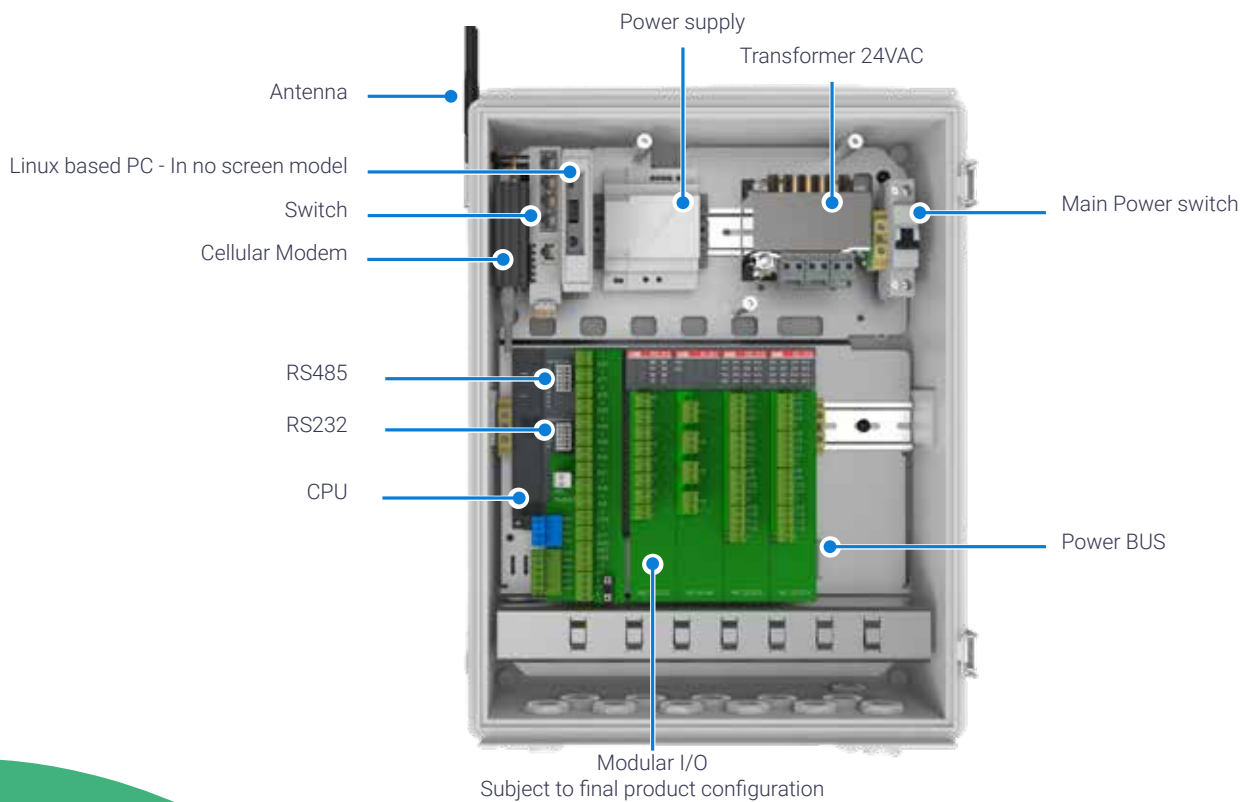 Power supply
Transformer 24VAC
Antenna
Linux based PC - In no screen model
Switch
Main Power switch
Cellular Modem
RS485
RS232
CPU
Power BUS
Modular I/O
Subject to final product configuration